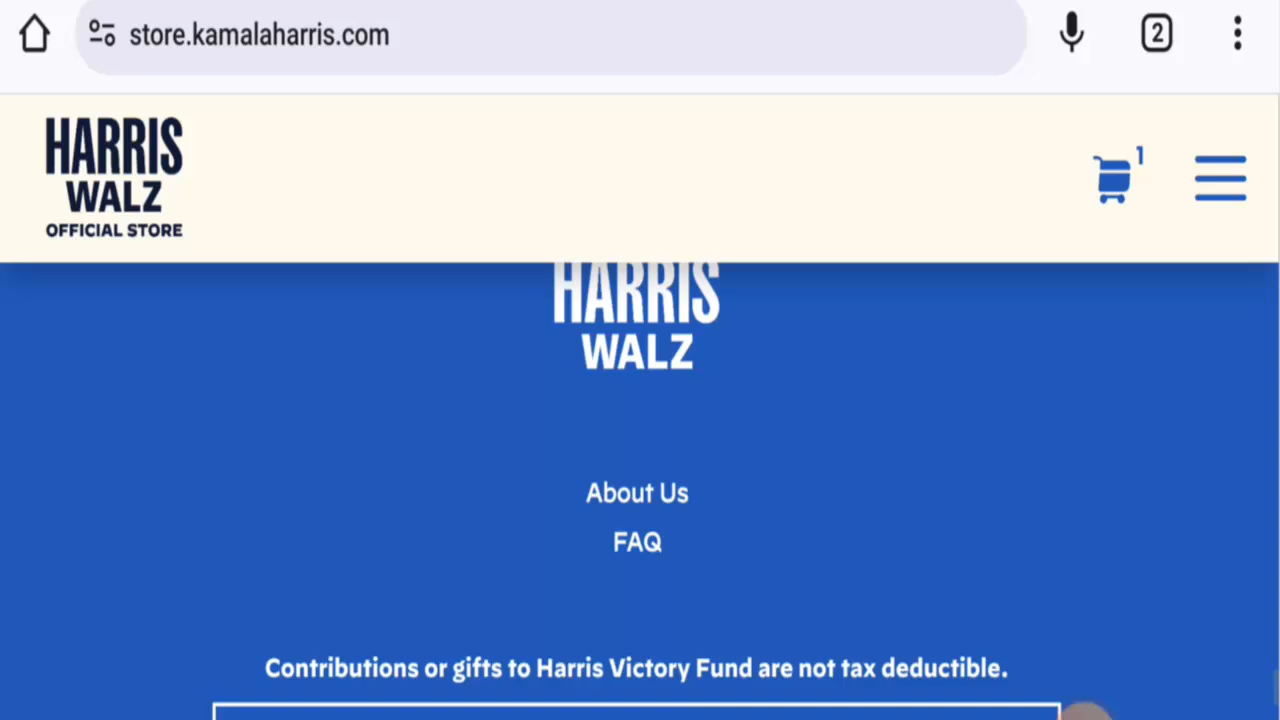 store.kamalaharris.com
2
HARRIS
WALZ
OFFICIAL STORE
1
HARRIS
WALZ
About Us
FAQ
Contributions or gifts to Harris Victory Fund are not tax deductible.